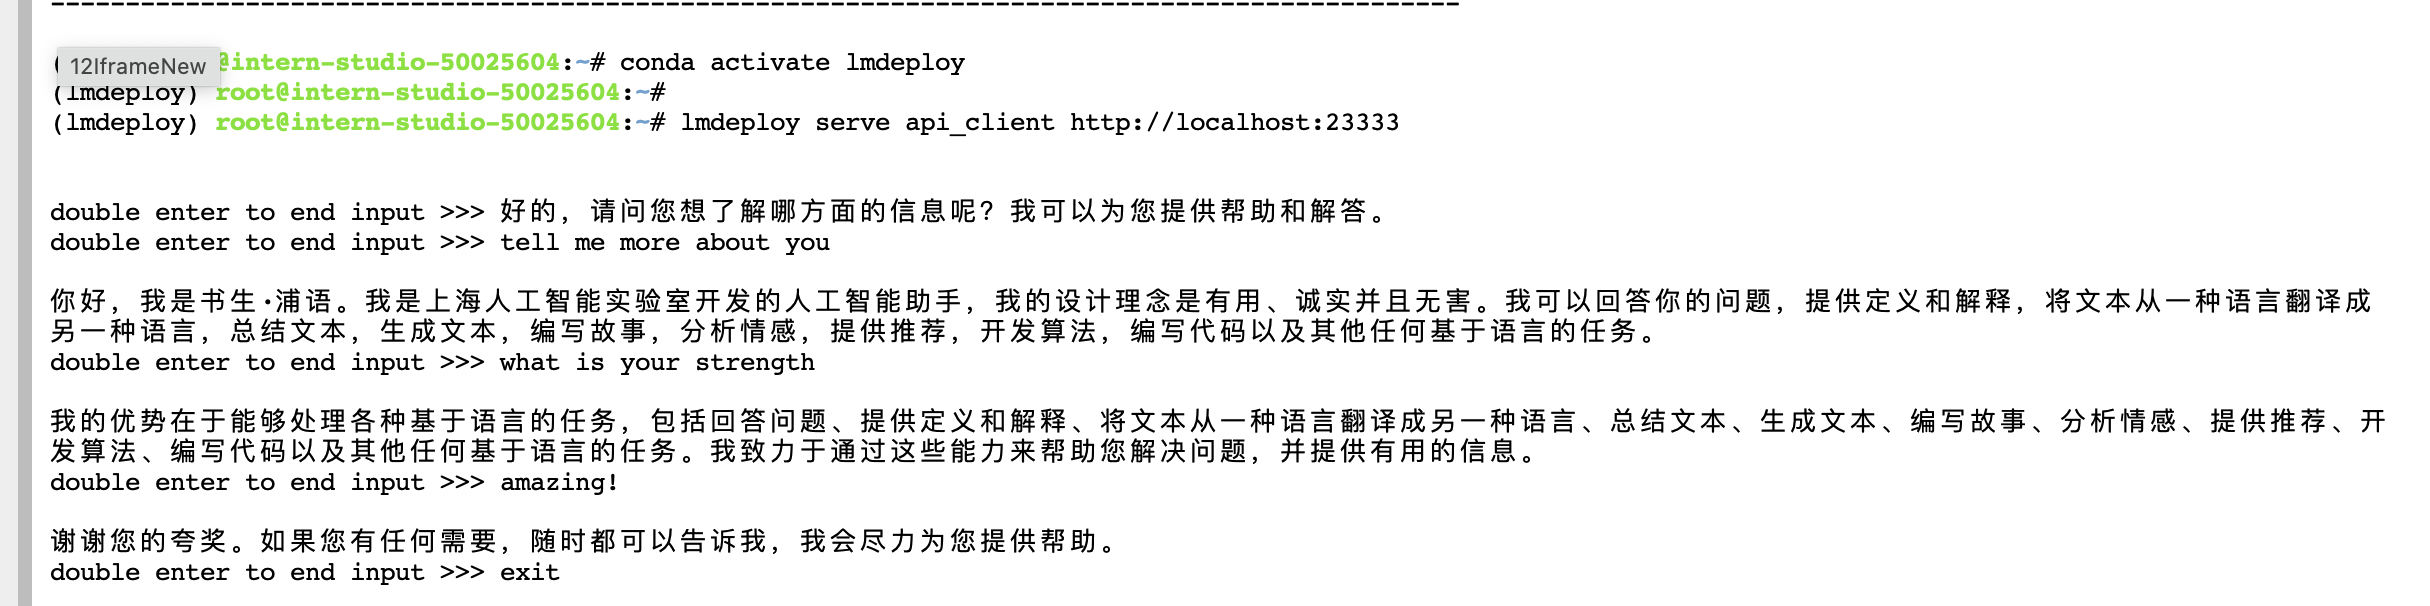 ---------------------------------------------------------------------------------------------
12IframeNew
(@intern-studio-50025604:~# conda activate lmdeploy
(lmdeploy) root@intern-studio-50025604:~#
(lmdeploy) root@intern-studio-50025604:~# lmdeploy serve api_client http://localhost:23333
double enter to end input >>> 好的，请问您想了解哪方面的信息呢？我可以为您提供帮助和解答。
double enter to end input >>> tell me more about you
你好，我是书生·浦语。我是上海人工智能实验室开发的人工智能助手，我的设计理念是有用、诚实并且无害。我可以回答你的问题，提供定义和解释，将文本从一种语言翻译成
另一种语言，总结文本，生成文本，编写故事，分析情感，提供推荐，开发算法，编写代码以及其他任何基于语言的任务。
double enter to end input >>> what is your strength
我的优势在于能够处理各种基于语言的任务，包括回答问题、提供定义和解释、将文本从一种语言翻译成另一种语言、总结文本、生成文本、编写故事、分析情感、提供推荐、开
发算法、编写代码以及其他任何基于语言的任务。我致力于通过这些能力来帮助您解决问题，并提供有用的信息。
double enter to end input >>> amazing!
谢谢您的夸奖。如果您有任何需要，随时都可以告诉我，我会尽力为您提供帮助。
double enter to end input >>> exit